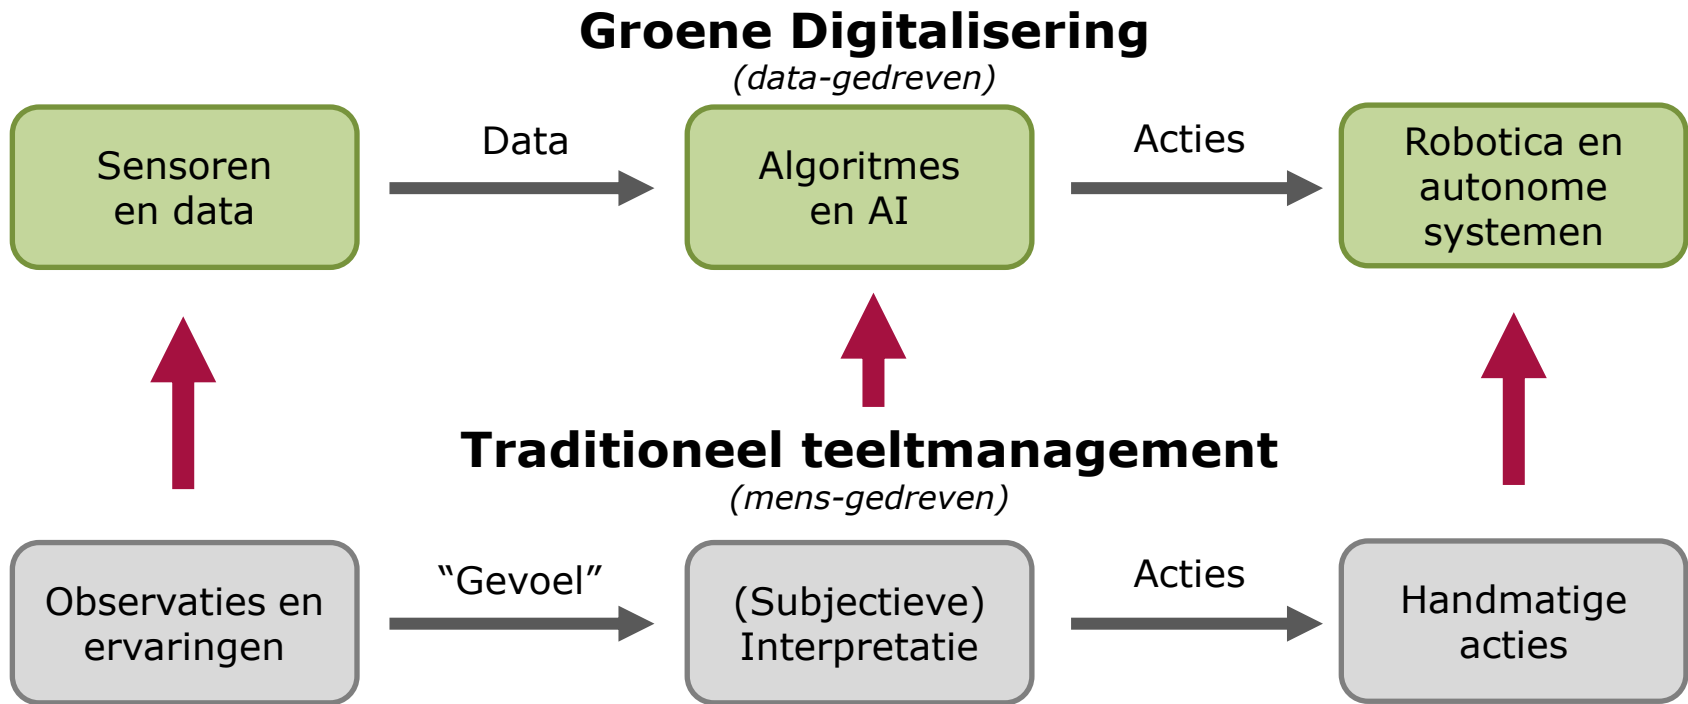 Groene Digitalisering
(data-gedreven)
Sensoren
en data
Data
Algoritmes
en AI
Acties
Robotica en
autonome
systemen
Traditioneel teeltmanagement
(mens-gedreven)
Observaties en
ervaringen
“Gevoel”
(Subjectieve)
Interpretatie
Acties
Handmatige
acties